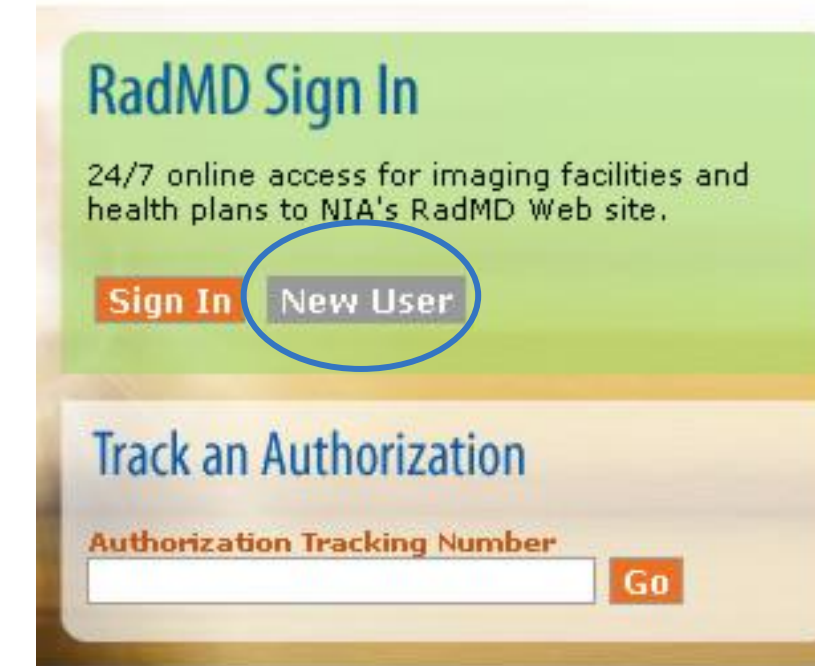 RadMD Sign In
24/7 online access for imaging facilities and
health plans to NIA's RadMD Web site.
Sign In New User
Track an Authorization
Authorization Tracking Number
Go